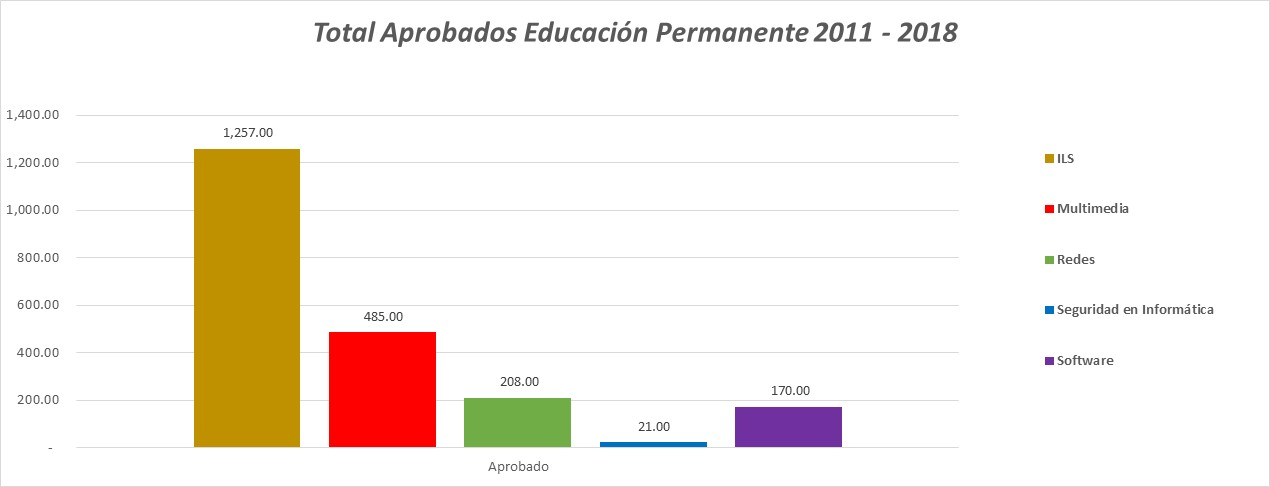 Total Aprobados Educación Permanente 2011 - 2018
1,400.00
1,200.00
1,000.00
800.00
600.00
400.00
200.00
-
1,257.00
485.00
208.00
21.00
170.00
Aprobado
ILS
Multimedia
Redes
Seguridad en Informática
Software